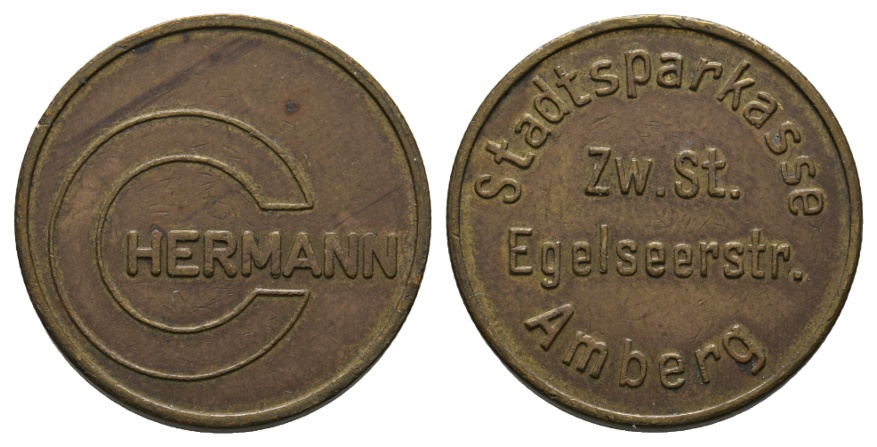 C
HERMANN
Stadtsparkasse
Zw.St.
Egelseerstr.
Amberg